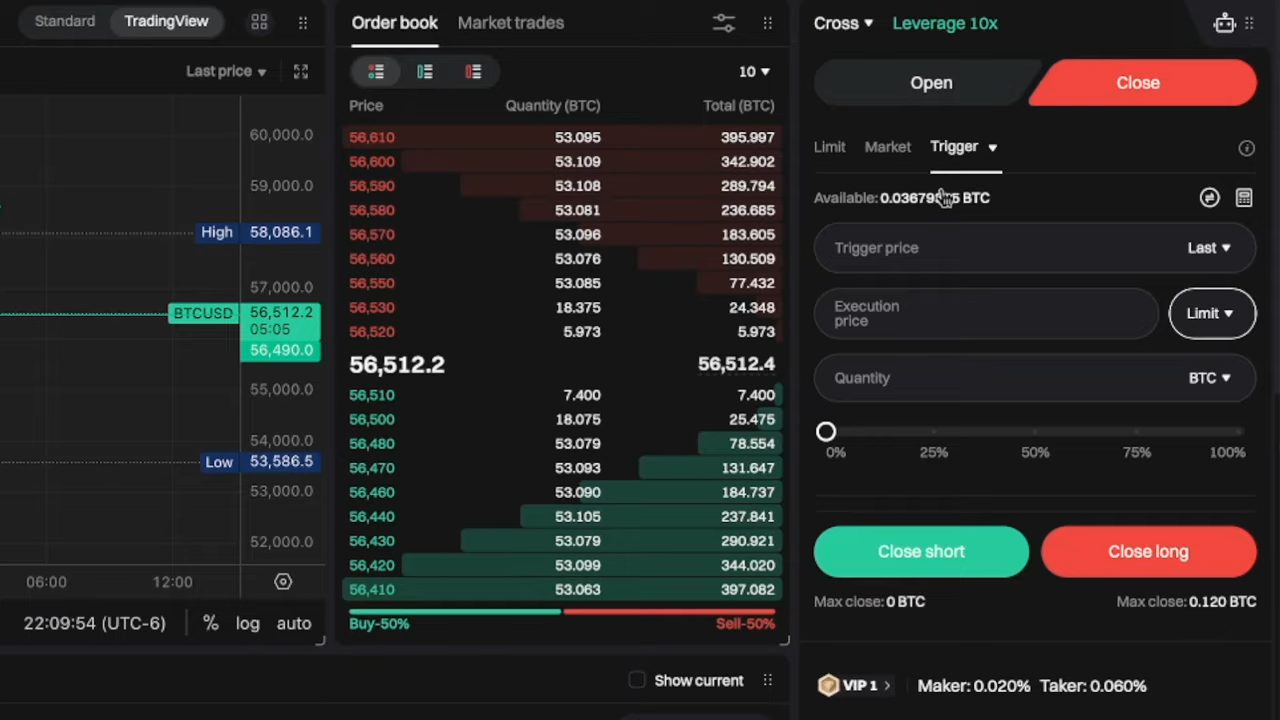 Standard TradingView
Last price
60,000.0
59,000.0
High 58,086.1
57,000.0
BTCUSD 56,512.2
05:05
56,490.0
55,000.0
54,000.0
Low 53,586.5
53,000.0
52,000.0
06:00 12:00
22:09:54 (UTC-6) % log auto
Order book Market trades
10
Price Quantity (BTC) Total (BTC)
56,610 53.095 395.997
56,600 53.109 342.902
56,590 53.108 289.794
56,580 53.081 236.685
56,570 53.096 183.605
56,560 53.076 130.509
56,550 53.085 77.432
56,530 18.375 24.348
56,520 5.973 5.973
56,512.2 56,512.4
56,510 7.400 7.400
56,500 18.075 25.475
56,480 53.079 78.554
56,470 53.093 131.647
56,460 53.090 184.737
56,440 53.105 237.841
56,430 53.079 290.921
56,420 53.099 344.020
56,410 53.063 397.082
Buy-50% Sell-50%
Show current
Cross Leverage 10x
Open Close
Limit Market Trigger
Available: BTC
Trigger price Last
Execution
price
Limit
Quantity BTC
0% 25% 50% 75% 100%
Close short Close long
Max close: 0 BTC Max close: 0.120 BTC
VIP 1 Maker: 0.020% Taker: 0.060%